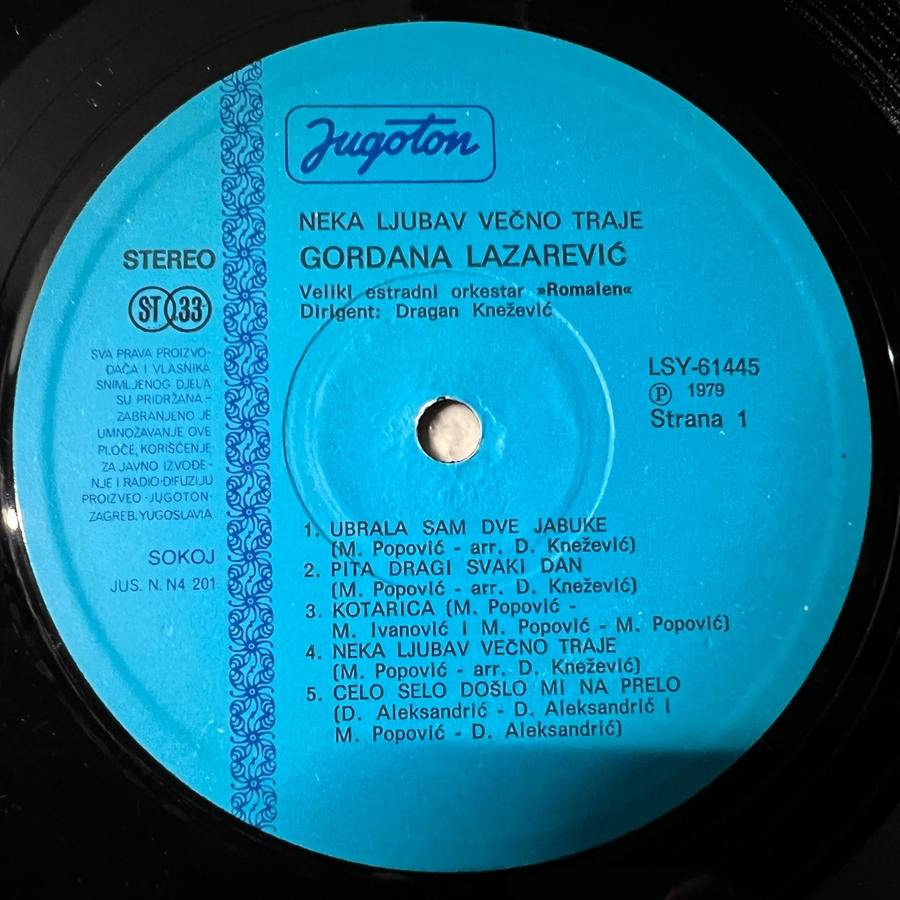 Jugoton
NEKA LJUBAV VEČNO TRAJE
GORDANA LAZAREVIĆ
Veliki estradni orkestar »Romalen«
Dirigent: Dragan Knežević
STEREO
ST 33
SVA PRAVA PROIZVO-
ĐAČA I VLASNIKA
SNIMLJENOG DJELA
SU PRIDRŽANA -
ZABRANJENO JE
UMNOŽAVANJE OVE
PLOČE, KORIŠĆENJE
ZA JAVNO IZVOĐE-
NJE I RADIO-DIFUZIJU
PROIZVEO - JUGOTON -
ZAGREB, YUGOSLAVIA
SOKOJ
JUS. N. N4 201
LSY-61445
Ⓟ 1979
Strana 1
1. UBRALA SAM DVE JABUKE
(M. Popović - arr. D. Knežević)
2. PITA DRAGI SVAKI DAN
(M. Popović - arr. D. Knežević)
3. KOTARICA (M. Popović -
M. Ivanović i M. Popović - M. Popović)
4. NEKA LJUBAV VEČNO TRAJE
(M. Popović - arr. D. Knežević)
5. CELO SELO DOŠLO MI NA PRELO
(D. Aleksandrić - D. Aleksandrić i
M. Popović - D. Aleksandrić)